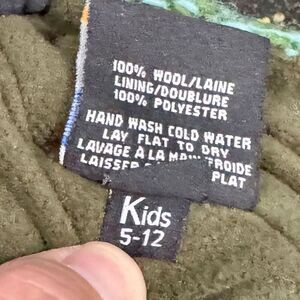 100% WOOL/LAINE
LINING/DOUBLURE
100% POLYESTER
HAND WASH COLD WATER
LAY FLAT TO DRY
LAVAGE À LA MAIN FROIDE
LAISSER PLAT
Kids
5-12